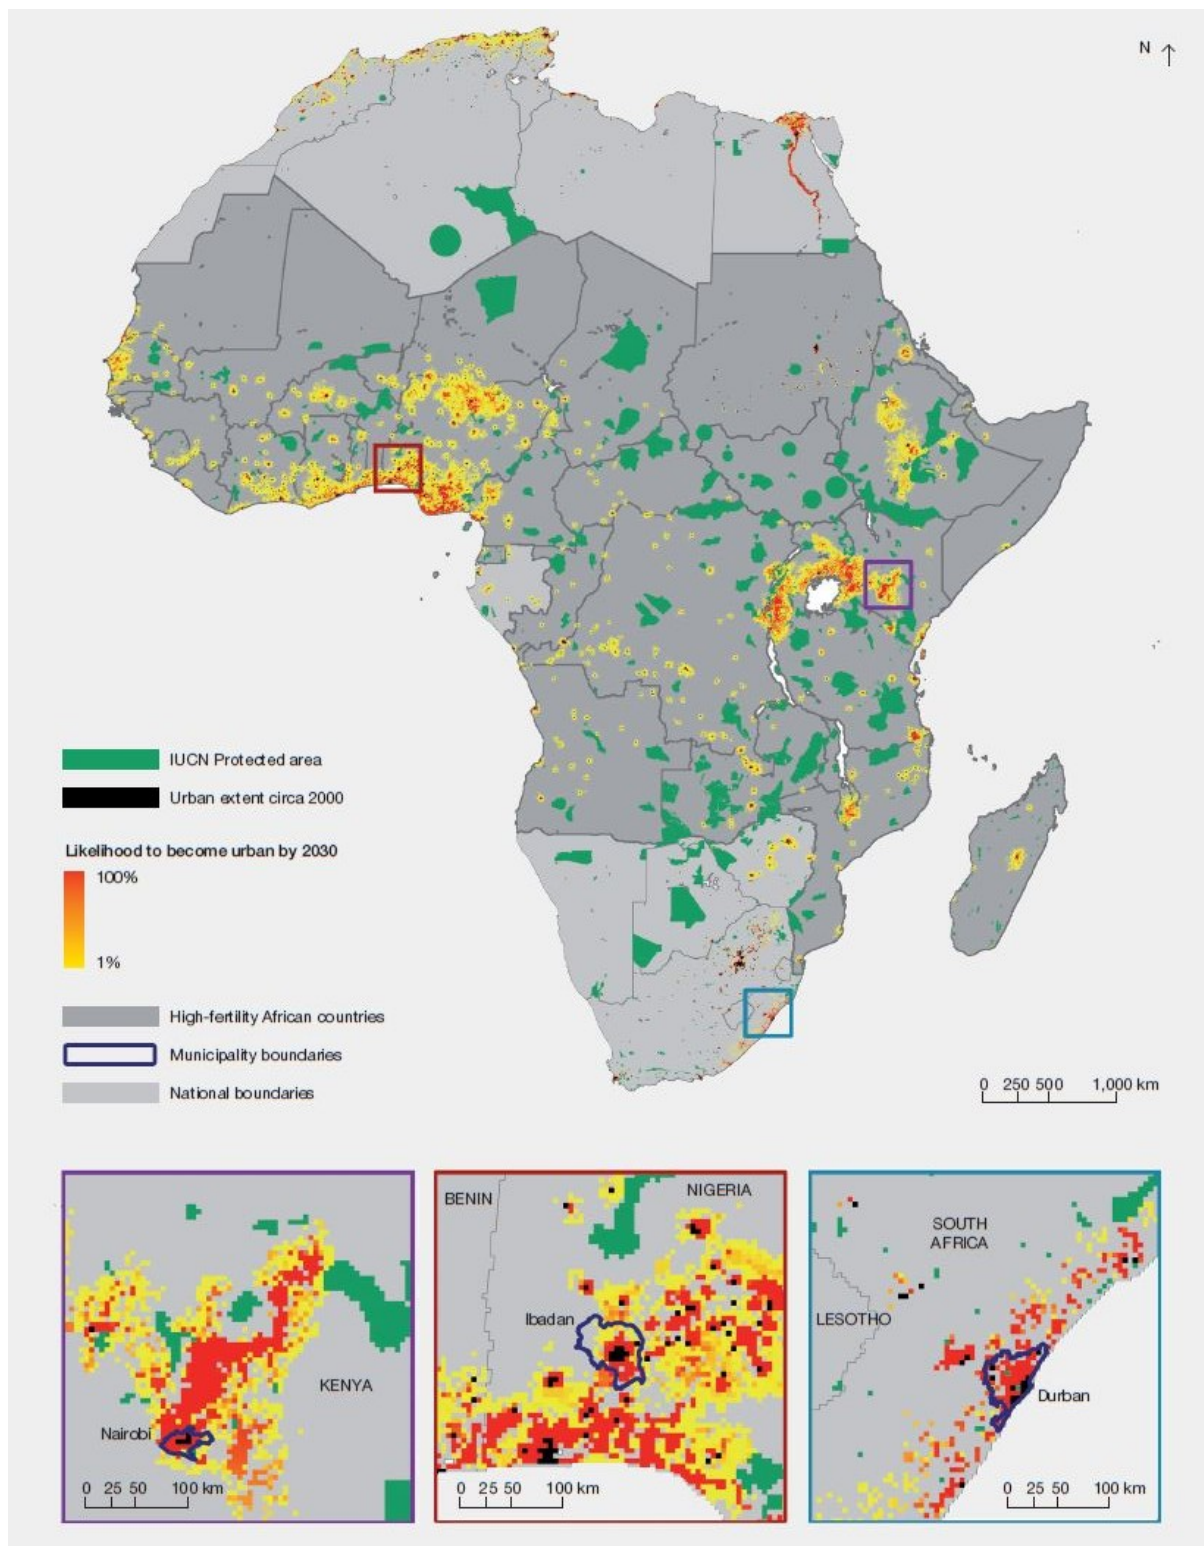 N
IUCN Protected area
Urban extent circa 2000
Likelihood to become urban by 2030
100%
1%
High-fertility African countries
Municipality boundaries
National boundaries
0 250 500 1,000 km
KENYA
Nairobi
0 25 50 100 km
BENIN
NIGERIA
Ibadan
0 25 50 100 km
SOUTH
AFRICA
LESOTHO
Durban
0 25 50 100 km